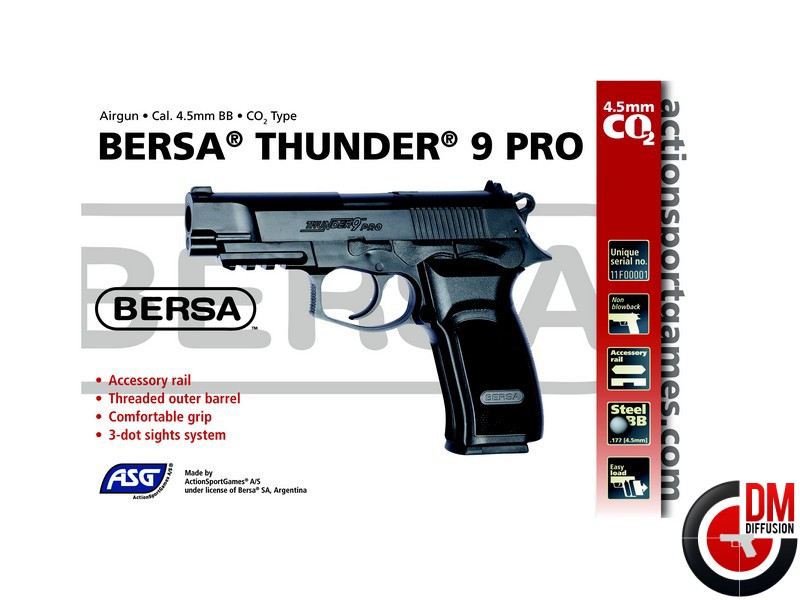 Airgun • Cal. 4.5mm BB • CO₂ Type
BERSA® THUNDER® 9 PRO
THUNDER 9 PRO
BERSA
BERSA™
BERSA
• Accessory rail
• Threaded outer barrel
• Comfortable grip
• 3-dot sights system
ASG
ActionSportGames A/S®
Made by
ActionSportGames® A/S
under license of Bersa® SA, Argentina
4.5mm
CO₂
Unique
serial no.
11F00001
Non
blowback
Accessory
rail
Steel
BB
.177 [4.5mm]
Easy
load
actionsportgames.com
DM
DIFFUSION